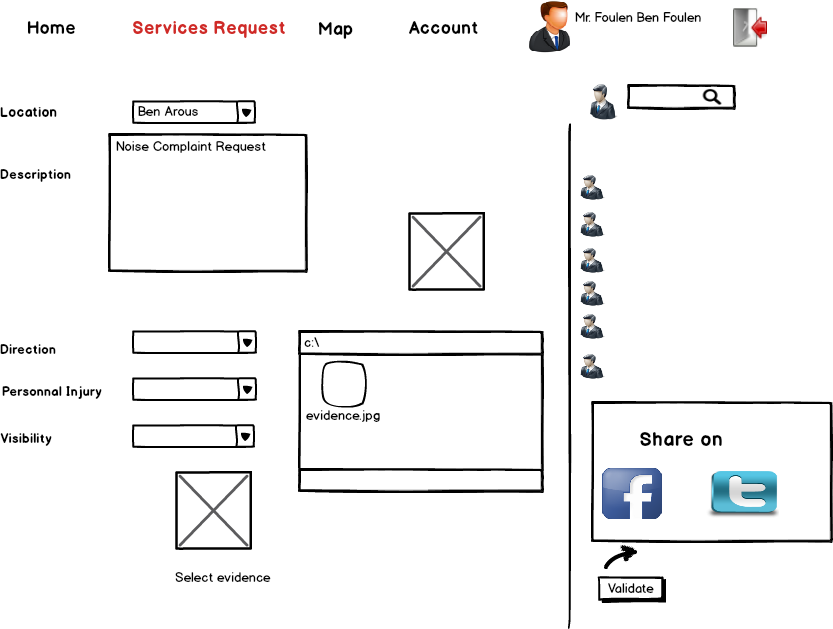 Home Services Request Map Account Mr. Foulen Ben Foulen
Location Ben Arous
Noise Complaint Request
Description
Direction
c:\
Personnal Injury
evidence.jpg
Visibility
Share on
f t
Select evidence
Validate